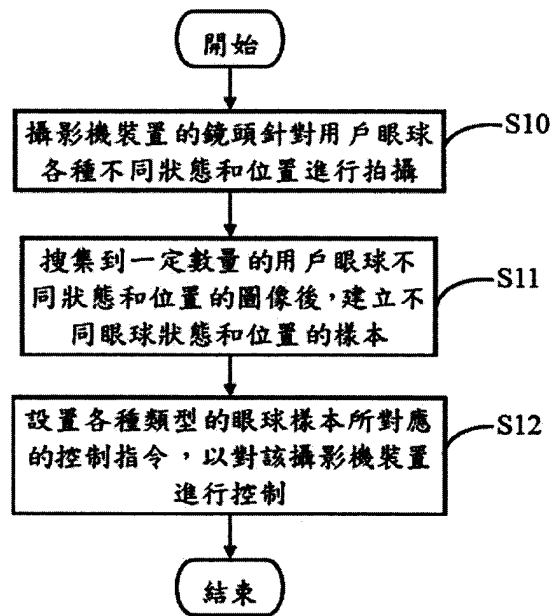 開始
攝影機裝置的鏡頭針對用戶眼球
各種不同狀態和位置進行拍攝
S10
搜集到一定數量的用戶眼球不
同狀態和位置的圖像後，建立不
同眼球狀態和位置的樣本
S11
設置各種類型的眼球樣本所對應
的控制指令，以對該攝影機裝置
進行控制
S12
結束